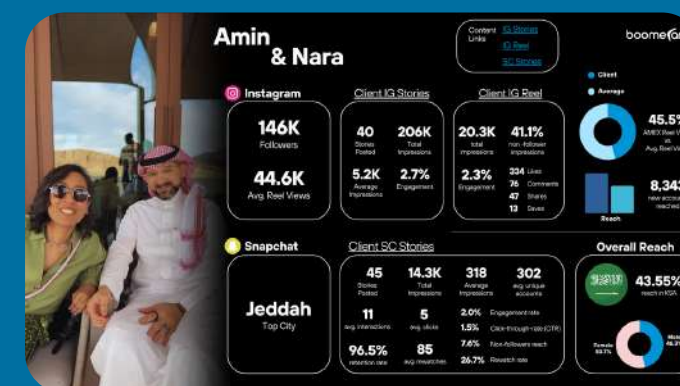 Amin
& Nara
Content Links
IG Stories
IG Reel
SC Stories
Instagram
146K
Followers
44.6K
Avg. Reel Views
Client IG Stories
40
Stories Posted
206K
Total Impressions
5.2K
Average Impressions
2.7%
Engagement
Client IG Reel
20.3K
total impressions
41.1%
non-follower impressions
2.3%
Engagement
334 Likes
76 Comments
47 Shares
13 Saves
Client
Average
45.5%
8,343
Reach
Snapchat
Jeddah
Top City
Client SC Stories
45
Stories Posted
14.3K
Total Impressions
318
Average Impressions
302
avg. unique accounts
11
avg. interactions
5
avg. clicks
96.5%
retention rate
85
avg. rewatches
2.0% Engagement rate
1.5% Click-through-rate (CTR)
7.6% Non-followers reach
26.7% Rewatch rate
Overall Reach
43.55%
reach in KSA
Female